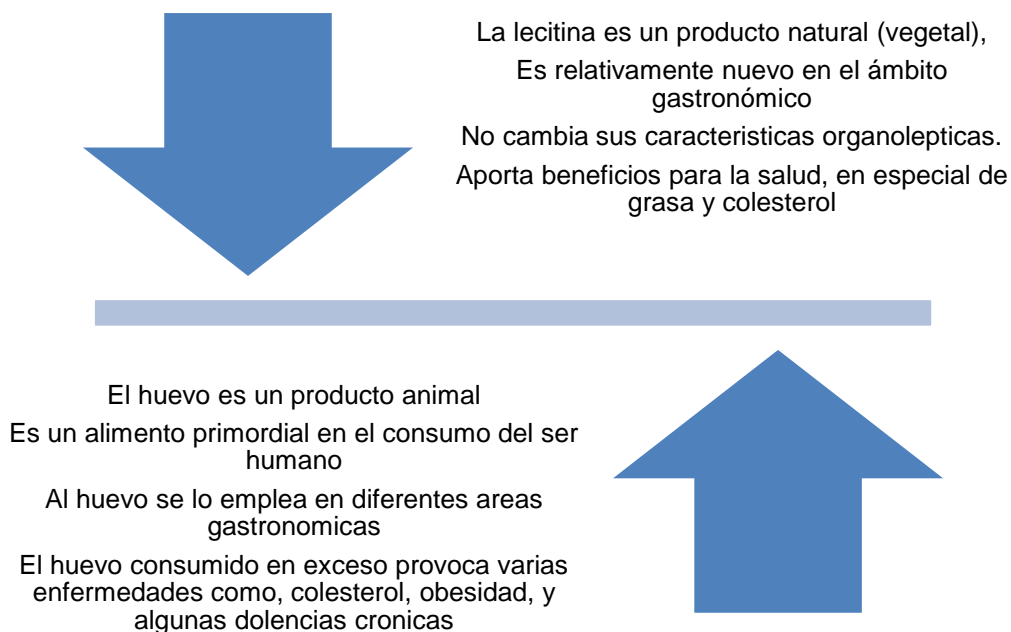 La lecitina es un producto natural (vegetal),
Es relativamente nuevo en el ámbito
gastronómico
No cambia sus caracteristicas organolepticas.
Aporta beneficios para la salud, en especial de
grasa y colesterol
El huevo es un producto animal
Es un alimento primordial en el consumo del ser
humano
Al huevo se lo emplea en diferentes areas
gastronomicas
El huevo consumido en exceso provoca varias
enfermedades como, colesterol, obesidad, y
algunas dolencias cronicas